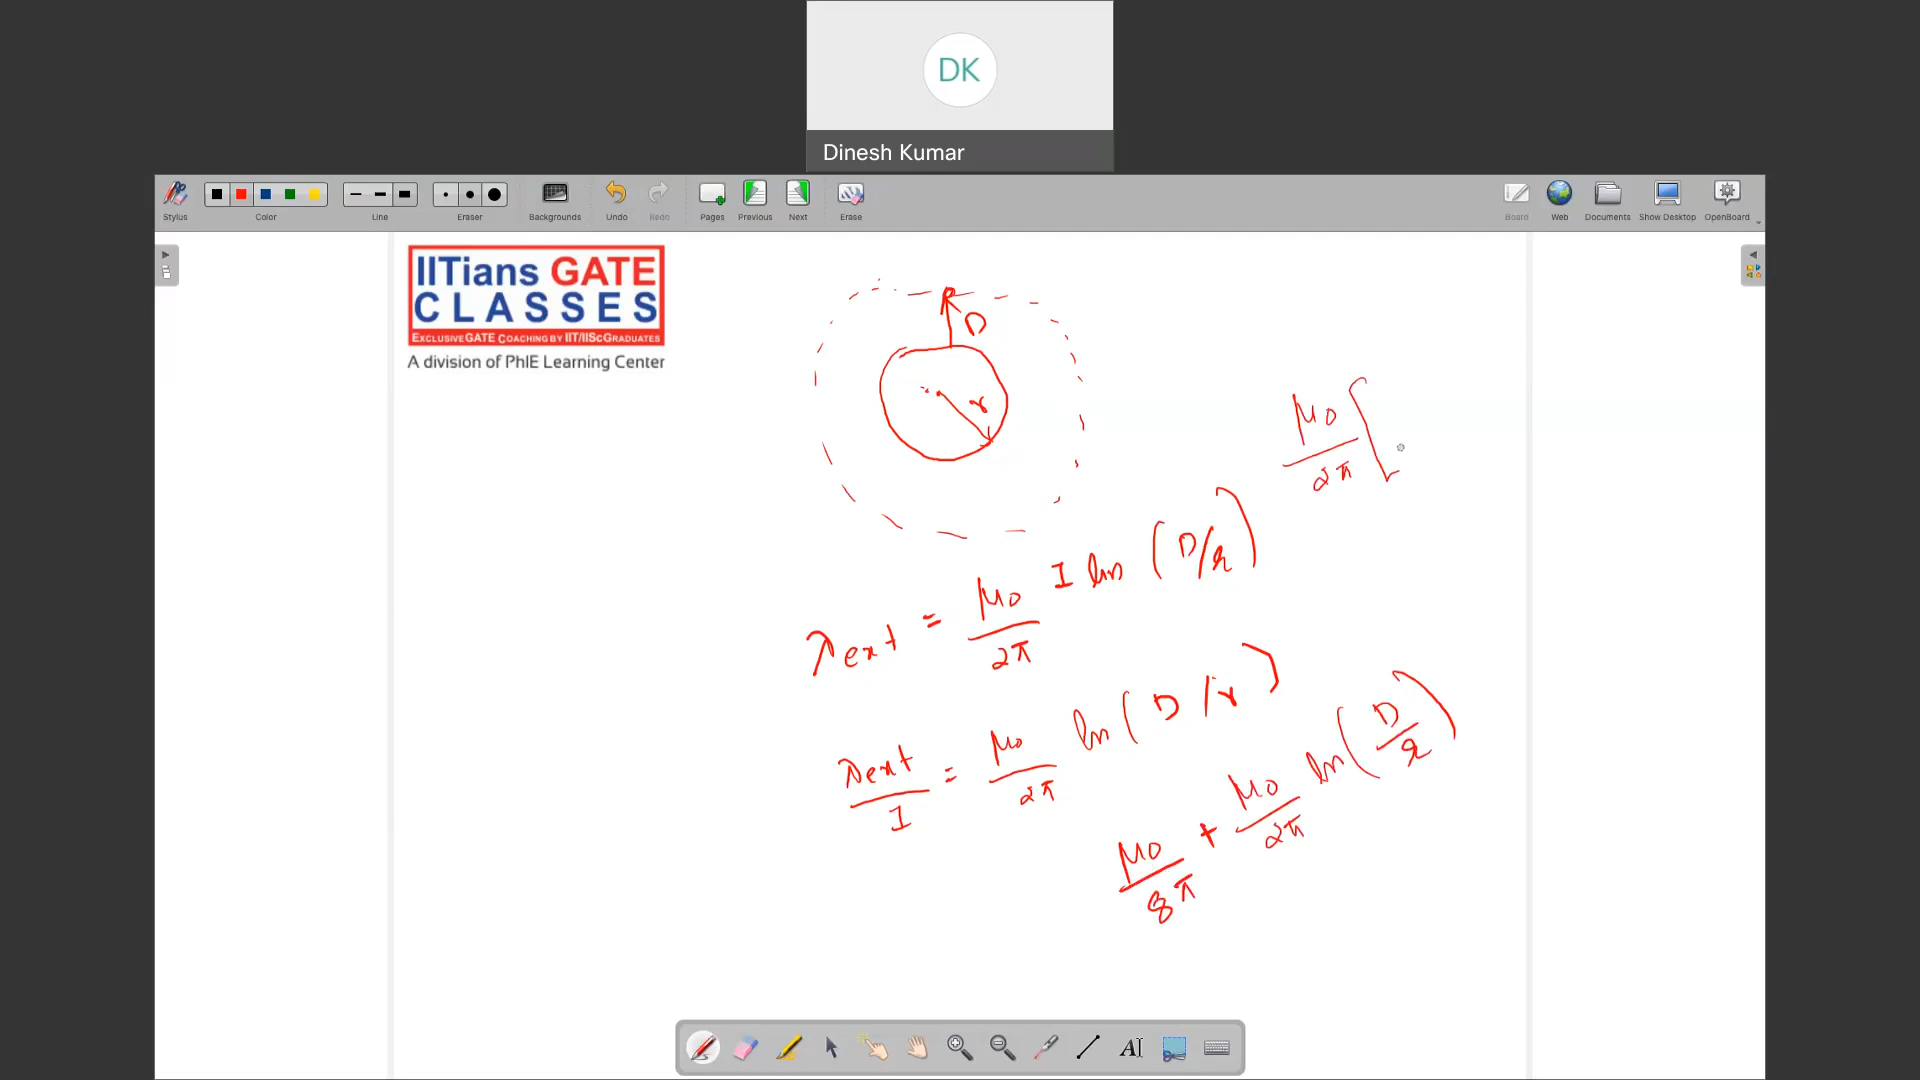 DK
Dinesh Kumar
Stylus Color Line Eraser Backgrounds Undo Redo Pages Previous Next Erase Board Web Documents Show Desktop OpenBoard
IITians GATE
CLASSES
EXCLUSIVE GATE COACHING BY IIT/IISc GRADUATES
A division of PhIE Learning Center
D
r
μ0/2π [
λext = μ0/2π I ln (D/r)
λext/I = μ0/2π ln (D/r)
μ0/8π + μ0/2π ln (D/r)
AI